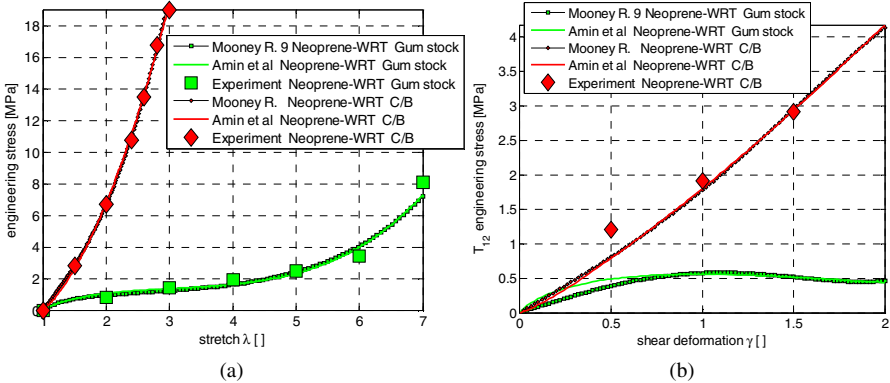 18
16
14
12
10
8
6
4
2
0
1
2
3
4
5
6
7
engineering stress [MPa]
stretch λ [ ]
Mooney R. 9 Neoprene-WRT Gum stock
Amin et al Neoprene-WRT Gum stock
Experiment Neoprene-WRT Gum stock
Mooney R. Neoprene-WRT C/B
Amin et al Neoprene-WRT C/B
Experiment Neoprene-WRT C/B
(a)
4
3.5
3
2.5
2
1.5
1
0.5
0
0
0.5
1
1.5
2
T12 engineering stress [MPa]
shear deformation γ [ ]
Mooney R. 9 Neoprene-WRT Gum stock
Amin et al Neoprene-WRT Gum stock
Mooney R. Neoprene-WRT C/B
Amin et al Neoprene-WRT C/B
Experiment Neoprene-WRT C/B
(b)